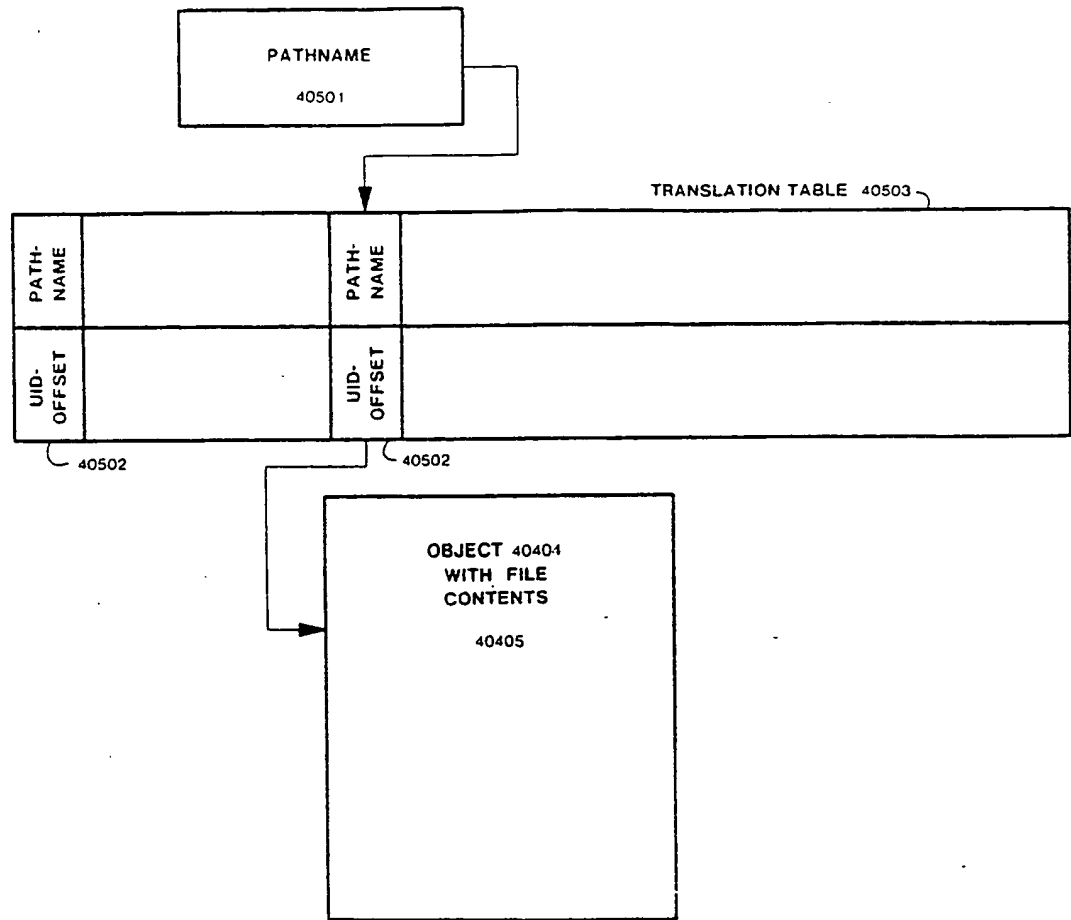 PATHNAME
40501
TRANSLATION TABLE 40503
PATH-
NAME
PATH-
NAME
UID-
OFFSET
UID-
OFFSET
40502
40502
OBJECT 40404
WITH FILE
CONTENTS
40405